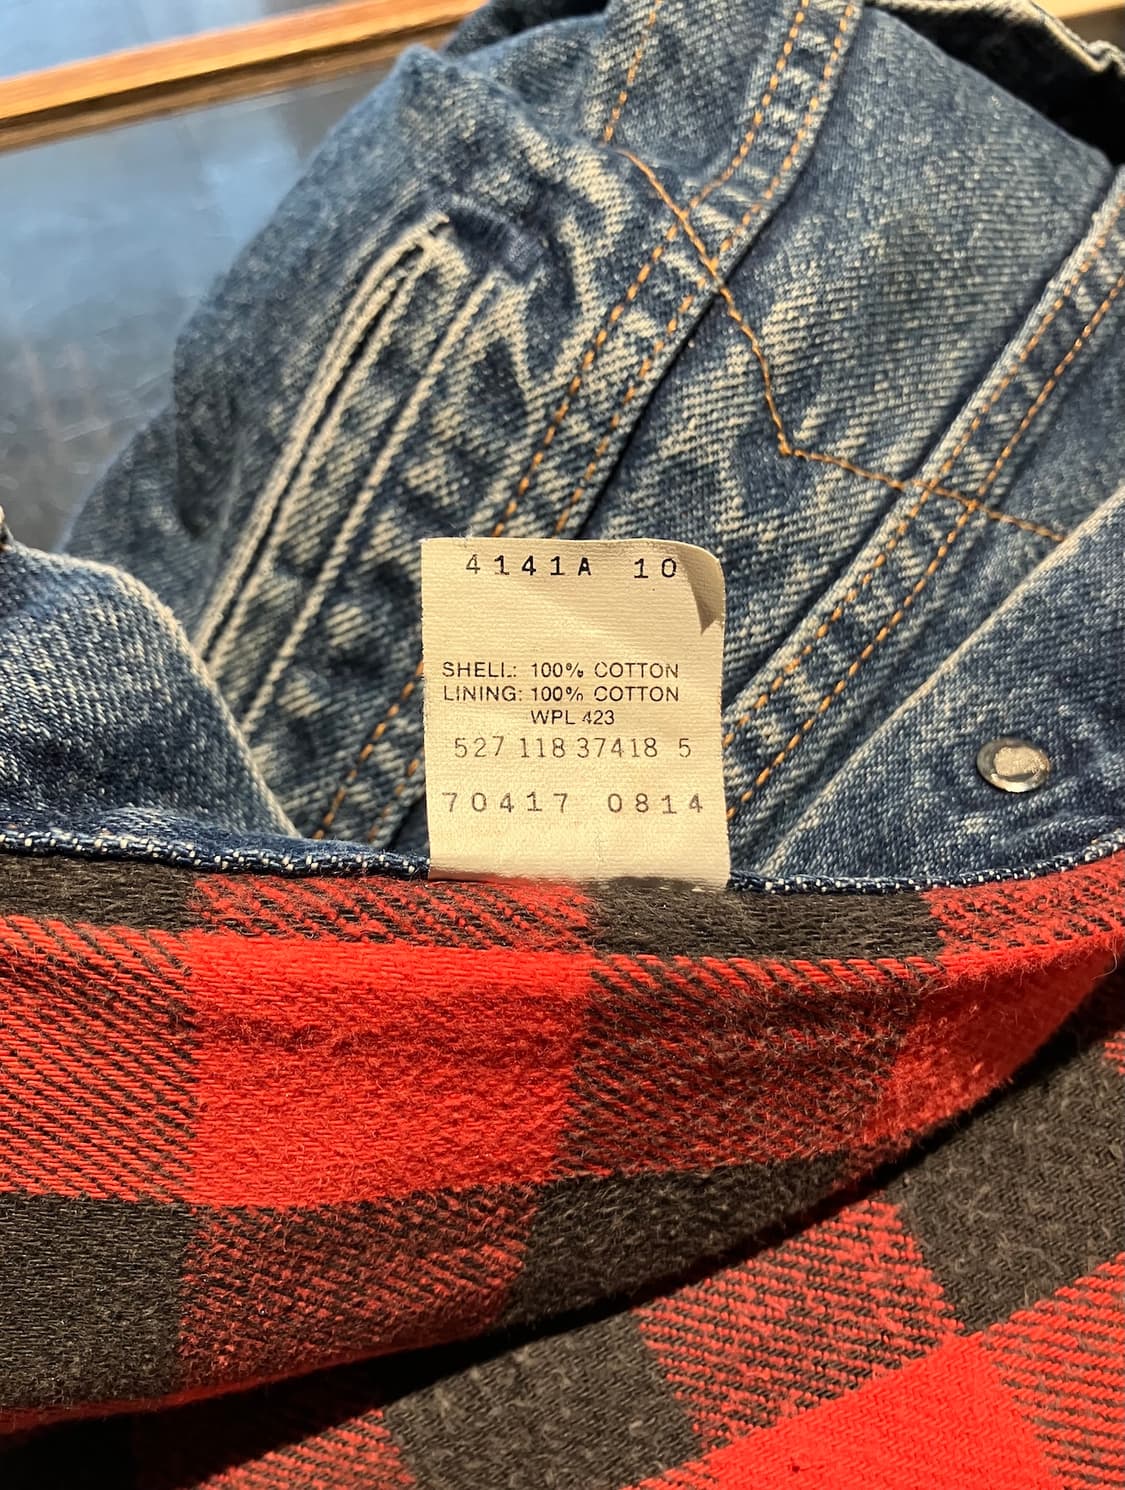 4141A 10
SHELL: 100% COTTON
LINING: 100% COTTON
WPL 423
527 118 37418 5
70417 0814